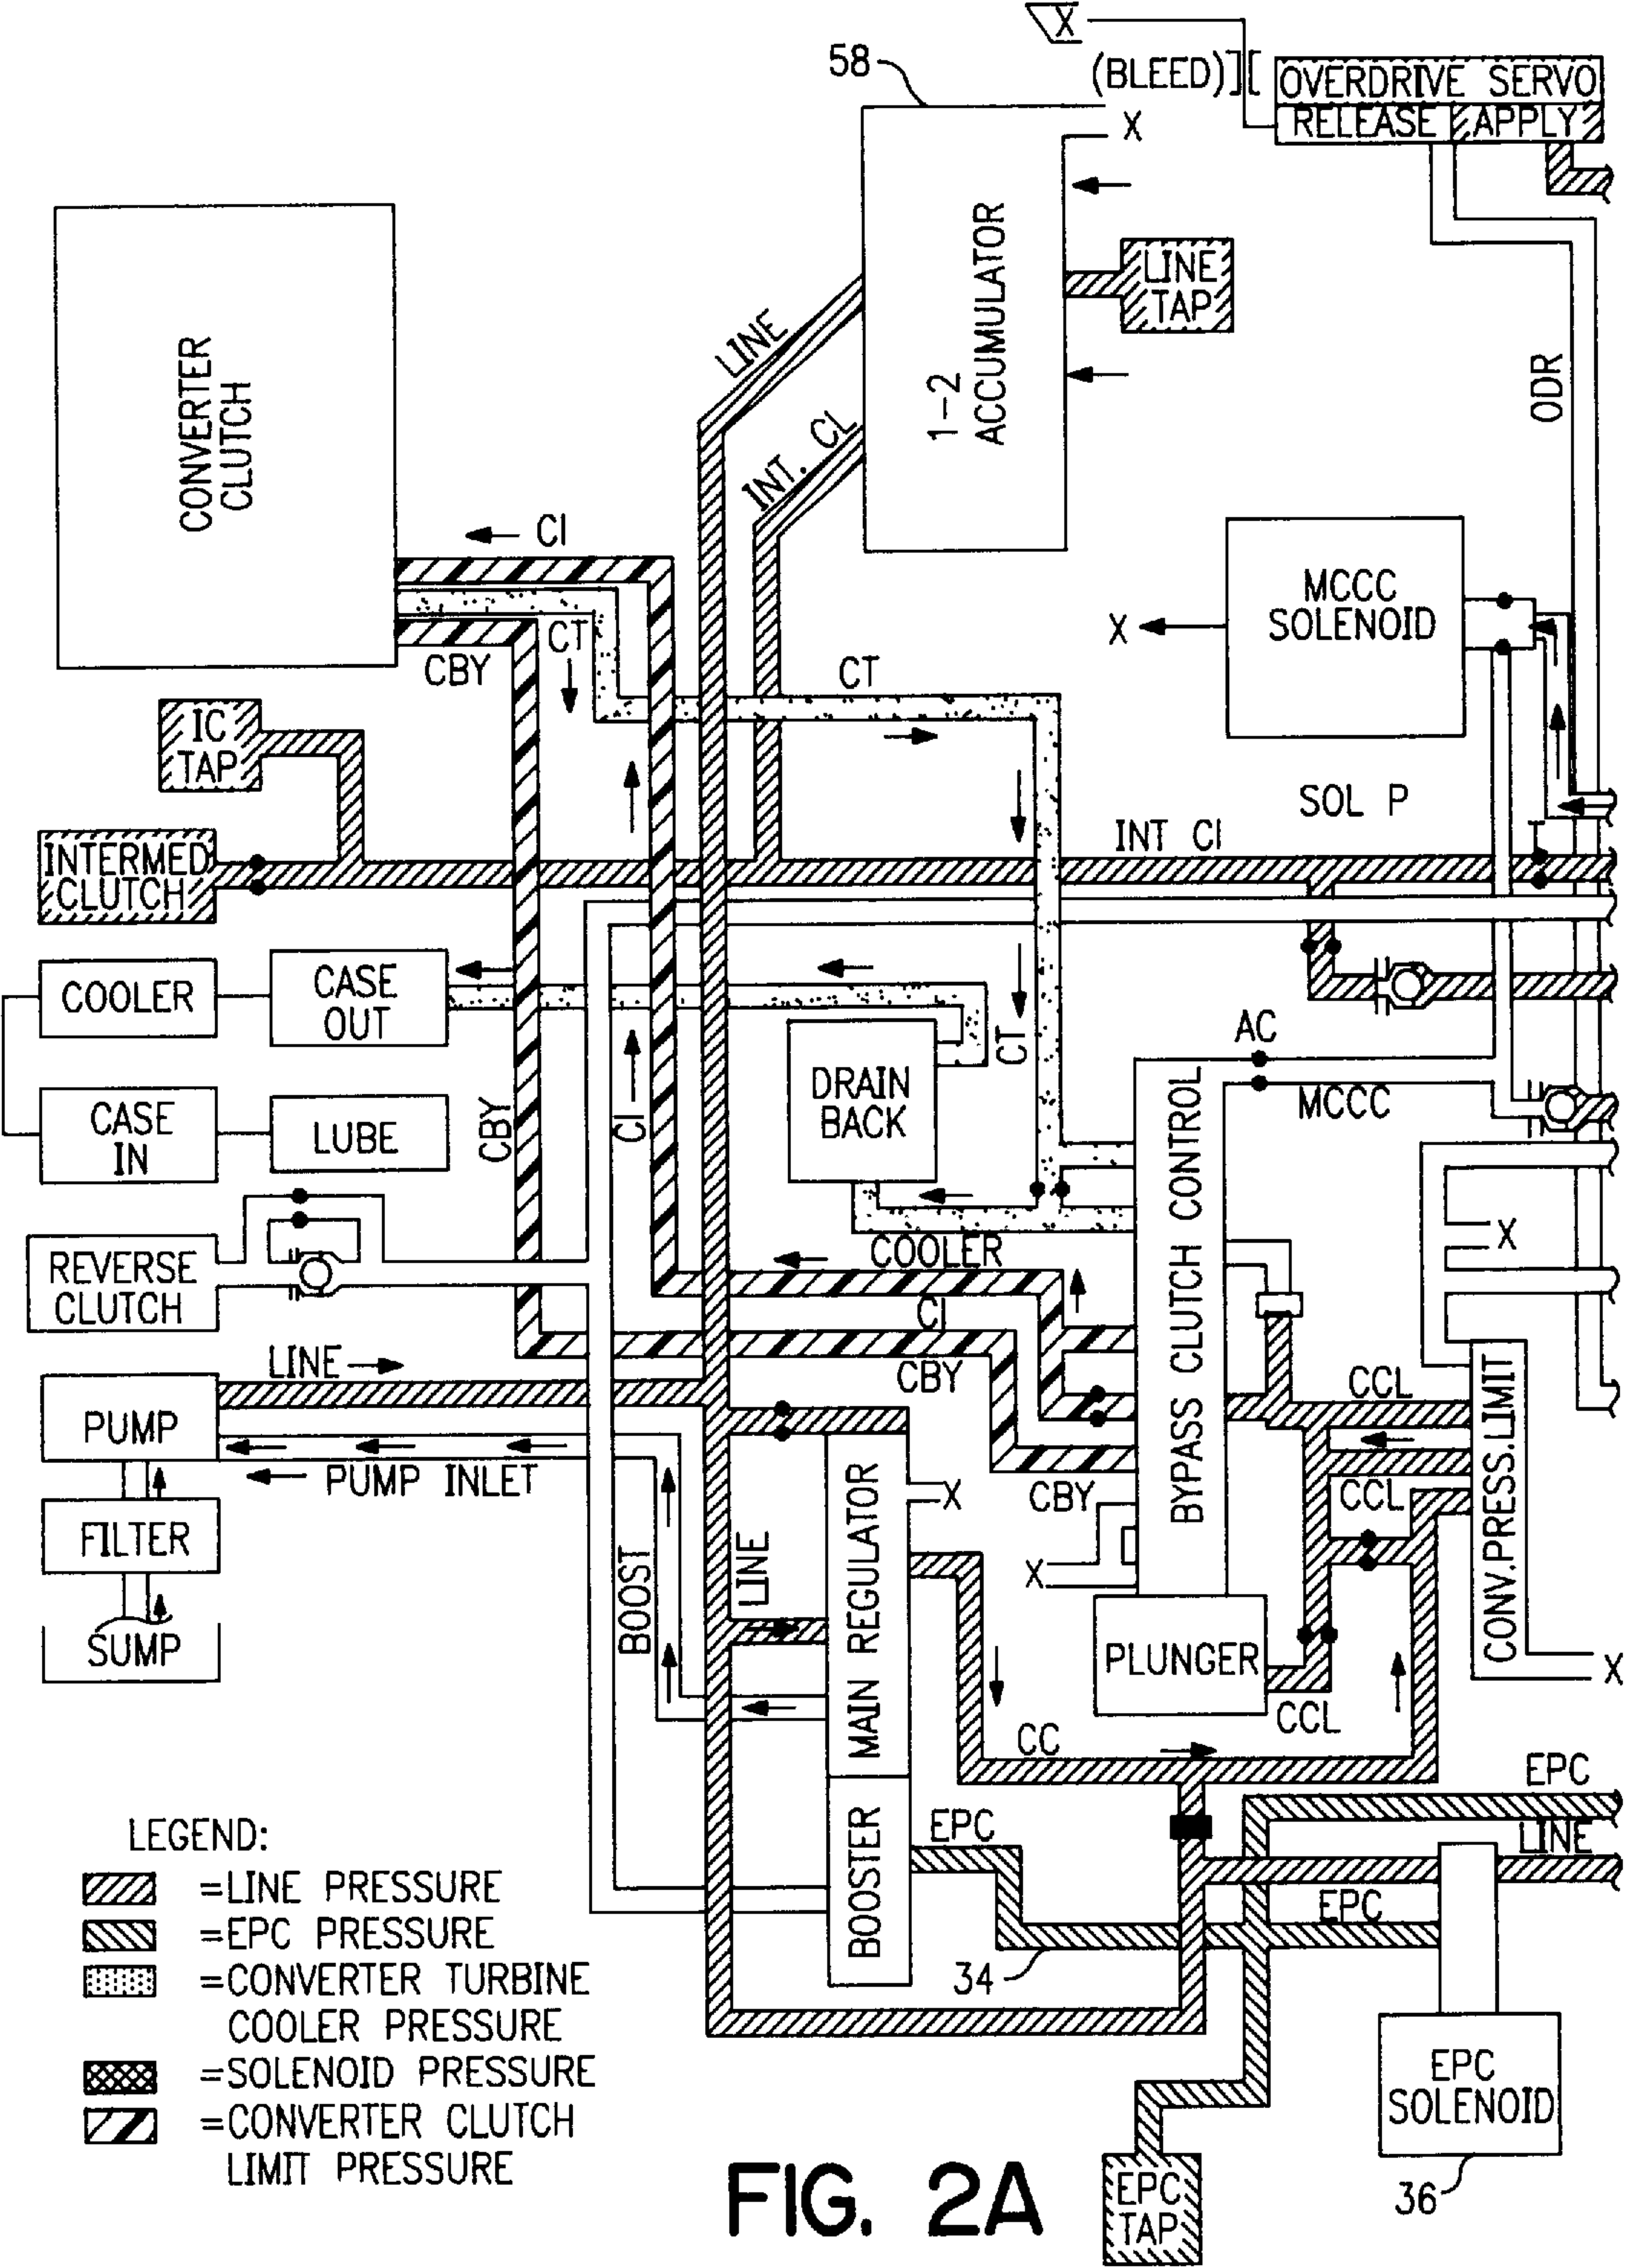 X
58
(BLEED)
OVERDRIVE SERVO
RELEASE APPLY
X
LINE
TAP
1-2
ACCUMULATOR
LINE
INT. CL
ODR
CONVERTER
CLUTCH
CI
CT
CBY
CT
MCCC
SOLENOID
X
IC
TAP
SOL P
INT CI
INTERMED
CLUTCH
COOLER
CASE
OUT
CASE
IN
LUBE
CBY
CI
DRAIN
BACK
CT
AC
MCCC
BYPASS CLUTCH CONTROL
X
COOLER
REVERSE
CLUTCH
CI
CBY
LINE
PUMP
PUMP INLET
CCL
CCL
CONV.PRESS.LIMIT
CBY
X
X
FILTER
SUMP
BOOST
LINE
MAIN REGULATOR
PLUNGER
CCL
X
CC
EPC
LINE
BOOSTER
EPC
EPC
34
EPC
SOLENOID
36
EPC
TAP
LEGEND:
=LINE PRESSURE
=EPC PRESSURE
=CONVERTER TURBINE
COOLER PRESSURE
=SOLENOID PRESSURE
=CONVERTER CLUTCH
LIMIT PRESSURE
FIG. 2A